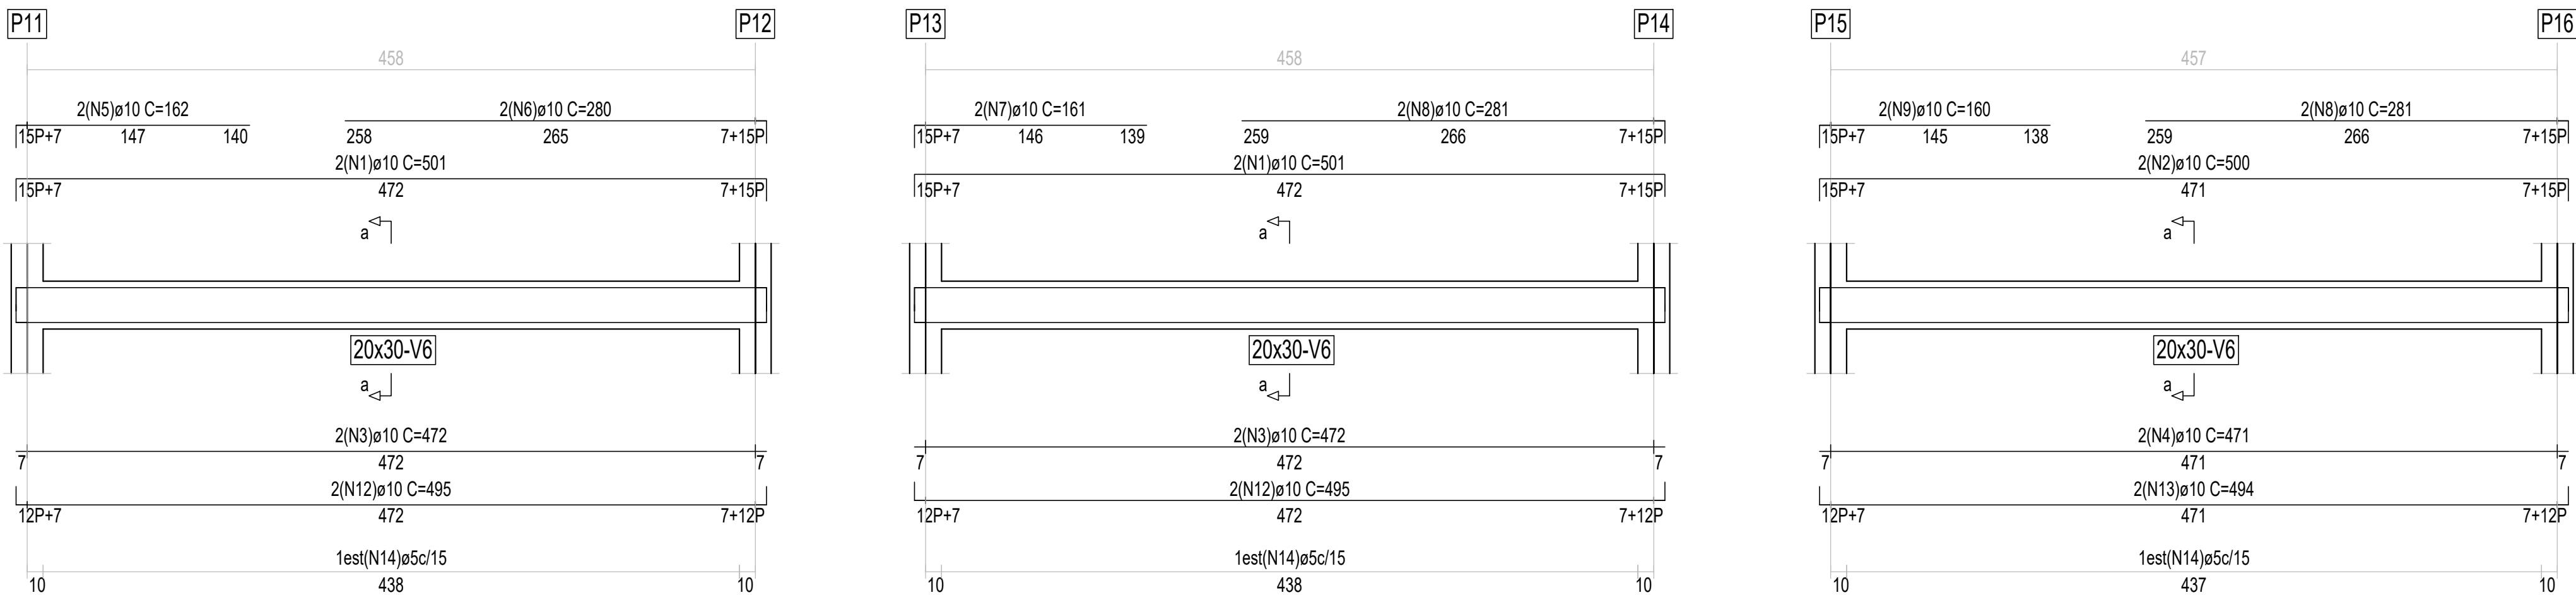 P11 P12 P13 P14 P15 P16
458 458 457
2(N5)ø10 C=162 2(N6)ø10 C=280 2(N7)ø10 C=161 2(N8)ø10 C=281 2(N9)ø10 C=160 2(N8)ø10 C=281
15P+7 147 140 258 265 7+15P 15P+7 146 139 259 266 7+15P 15P+7 145 138 259 266 7+15P
2(N1)ø10 C=501 2(N1)ø10 C=501 2(N2)ø10 C=500
15P+7 472 7+15P 15P+7 472 7+15P 15P+7 471 7+15P
a a a
20x30-V6 20x30-V6 20x30-V6
a a a
2(N3)ø10 C=472 2(N3)ø10 C=472 2(N4)ø10 C=471
7 472 7 7 472 7 7 471 7
2(N12)ø10 C=495 2(N12)ø10 C=495 2(N13)ø10 C=494
12P+7 472 7+12P 12P+7 472 7+12P 12P+7 471 7+12P
1est(N14)ø5c/15 1est(N14)ø5c/15 1est(N14)ø5c/15
10 438 10 10 438 10 10 437 10